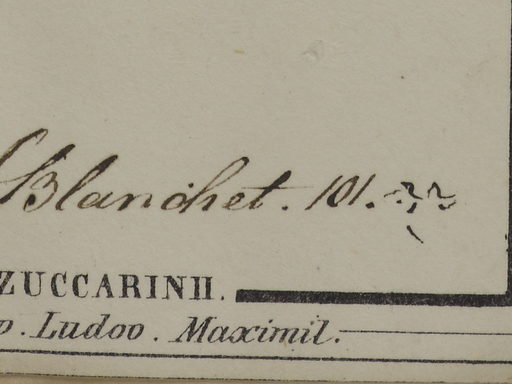 Blanchet. 101.
ZUCCARINII.
Ludov. Maximil.